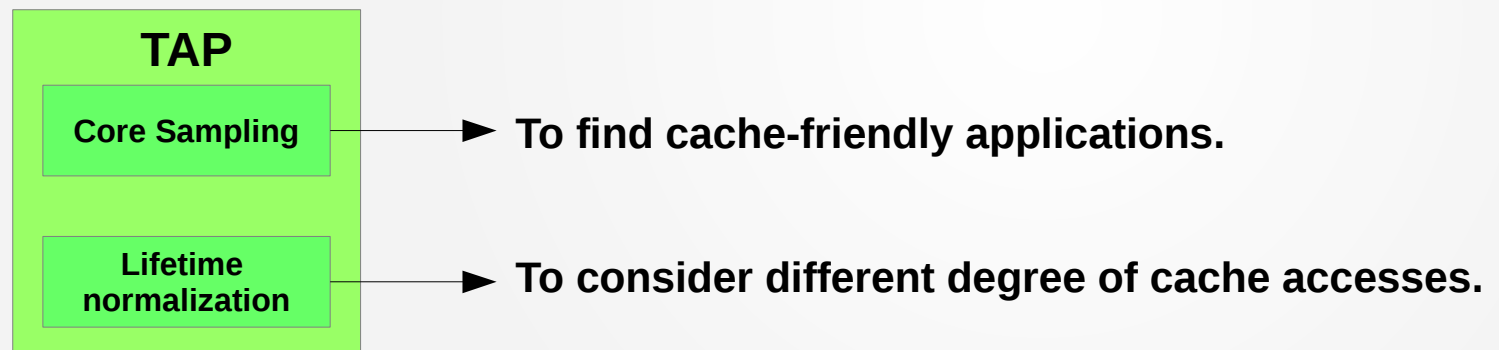 TAP
Core Sampling
To find cache-friendly applications.
Lifetime
normalization
To consider different degree of cache accesses.